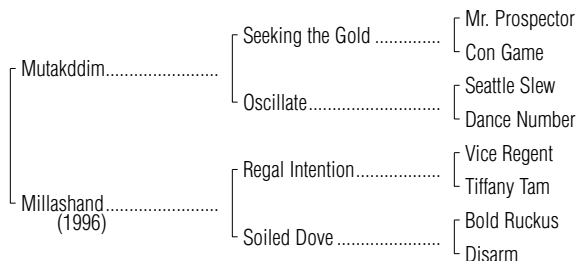 Mr. Prospector
Seeking the Gold ..............
Con Game
Mutakddim........................
Seattle Slew
Oscillate.............................
Dance Number
Vice Regent
Regal Intention..................
Tiffany Tam
Millashand........................
(1996)
Bold Ruckus
Soiled Dove ......................
Disarm